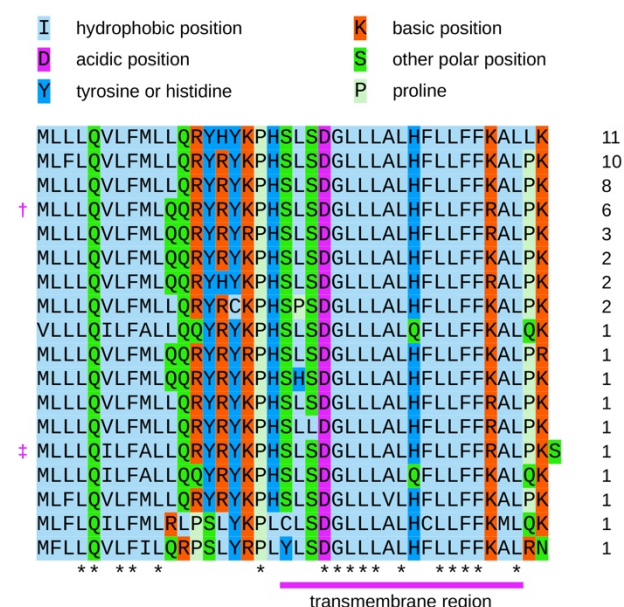 I hydrophobic position K basic position
D acidic position S other polar position
Y tyrosine or histidine P proline
MLLLQVLFMLLQRYHYKPHSLSDGLLLALHFLLFFKALLK 11
MLFLQVLFMLLQRYRYKPHSLSDGLLLALHFLLFFKALPK 10
MLLLQVLFMLLQRYRYKPHSLSDGLLLALHFLLFFKALPK 8
† MLLLQVLFMLQQRYRYKPHSLSDGLLLALHFLLFFRALPK 6
MLLLQVLFMLQQRYRYKPHSLSDGLLLALHFLLFFRALPK 3
MLLLQVLFMLQQRYRYKPHSLSDGLLLALHFLLFFKALPK 2
MLLLQVLFMLQQRYHYKPHSLSDGLLLALHFLLFFRALPK 2
MLLLQVLFMLLQRYRCKPHSPSDGLLLALHFLLFFKALPK 2
VLLLQILFALLQQYRYKPHSLSDGLLLALQFLLFFKALQK 1
MLLLQVLFMLQQRYRYRPHSLSDGLLLALHFLLFFKALPR 1
MLLLQVLFMLQQRYRYKPHSHSDGLLLALHFLLFFKALPK 1
MLLLQVLFMLLQRYRYKPHSLSDGLLLALHFLLFFRALPK 1
MLLLQVLFMLLQRYRYKPHSLLDGLLLALHFLLFFRALPK 1
‡ MLLLQILFALLQRYRYKPHSLSDGLLLALHFLLFFRALPKS 1
MLLLQILFALLQQYRYKPHSLSDGLLLALQFLLFFKALQK 1
MLFLQVLFMLLQRYRYKPHSLSDGLLLVLHFLLFFKALPK 1
MLFLQILFMLRLPSLYKPLCLSDGLLLALHCLLFFKMLQK 1
MFLLQVLFILQRPSLYRPLYLSDGLLLALHFLLFFKALRN 1
** ** * * ***** * **** *
transmembrane region